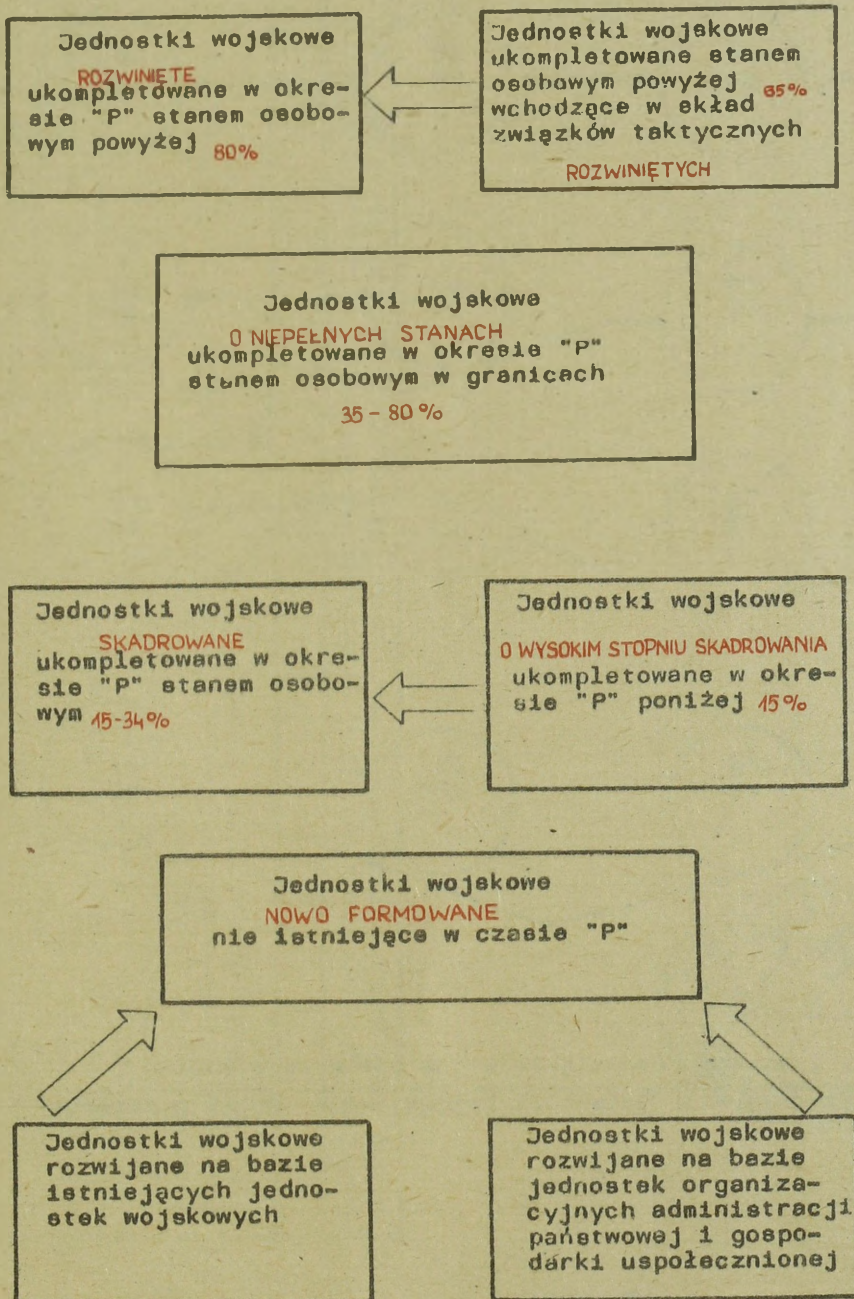 Jednostki wojskowe
ROZWINIĘTE
ukompletowane w okre-
sie "P" stanem osobo-
wym powyżej 80%
Jednostki wojskowe
ukompletowane stanem
osobowym powyżej 65%
wchodzące w skład
związków taktycznych
ROZWINIĘTYCH
Jednostki wojskowe
O NIEPEŁNYCH STANACH
ukompletowane w okresie "P"
stanem osobowym w granicach
35 - 80%
Jednostki wojskowe
SKADROWANE
ukompletowane w okre-
sie "P" stanem osobo-
wym 15-34%
Jednostki wojskowe
O WYSOKIM STOPNIU SKADROWANIA
ukompletowane w okre-
sie "P" poniżej 15%
Jednostki wojskowe
NOWO FORMOWANE
nie istniejące w czasie "P"
Jednostki wojskowe
rozwijane na bazie
istniejących jedno-
stek wojskowych
Jednostki wojskowe
rozwijane na bazie
jednostek organiza-
cyjnych administracji
państwowej i gospo-
darki uspołecznionej